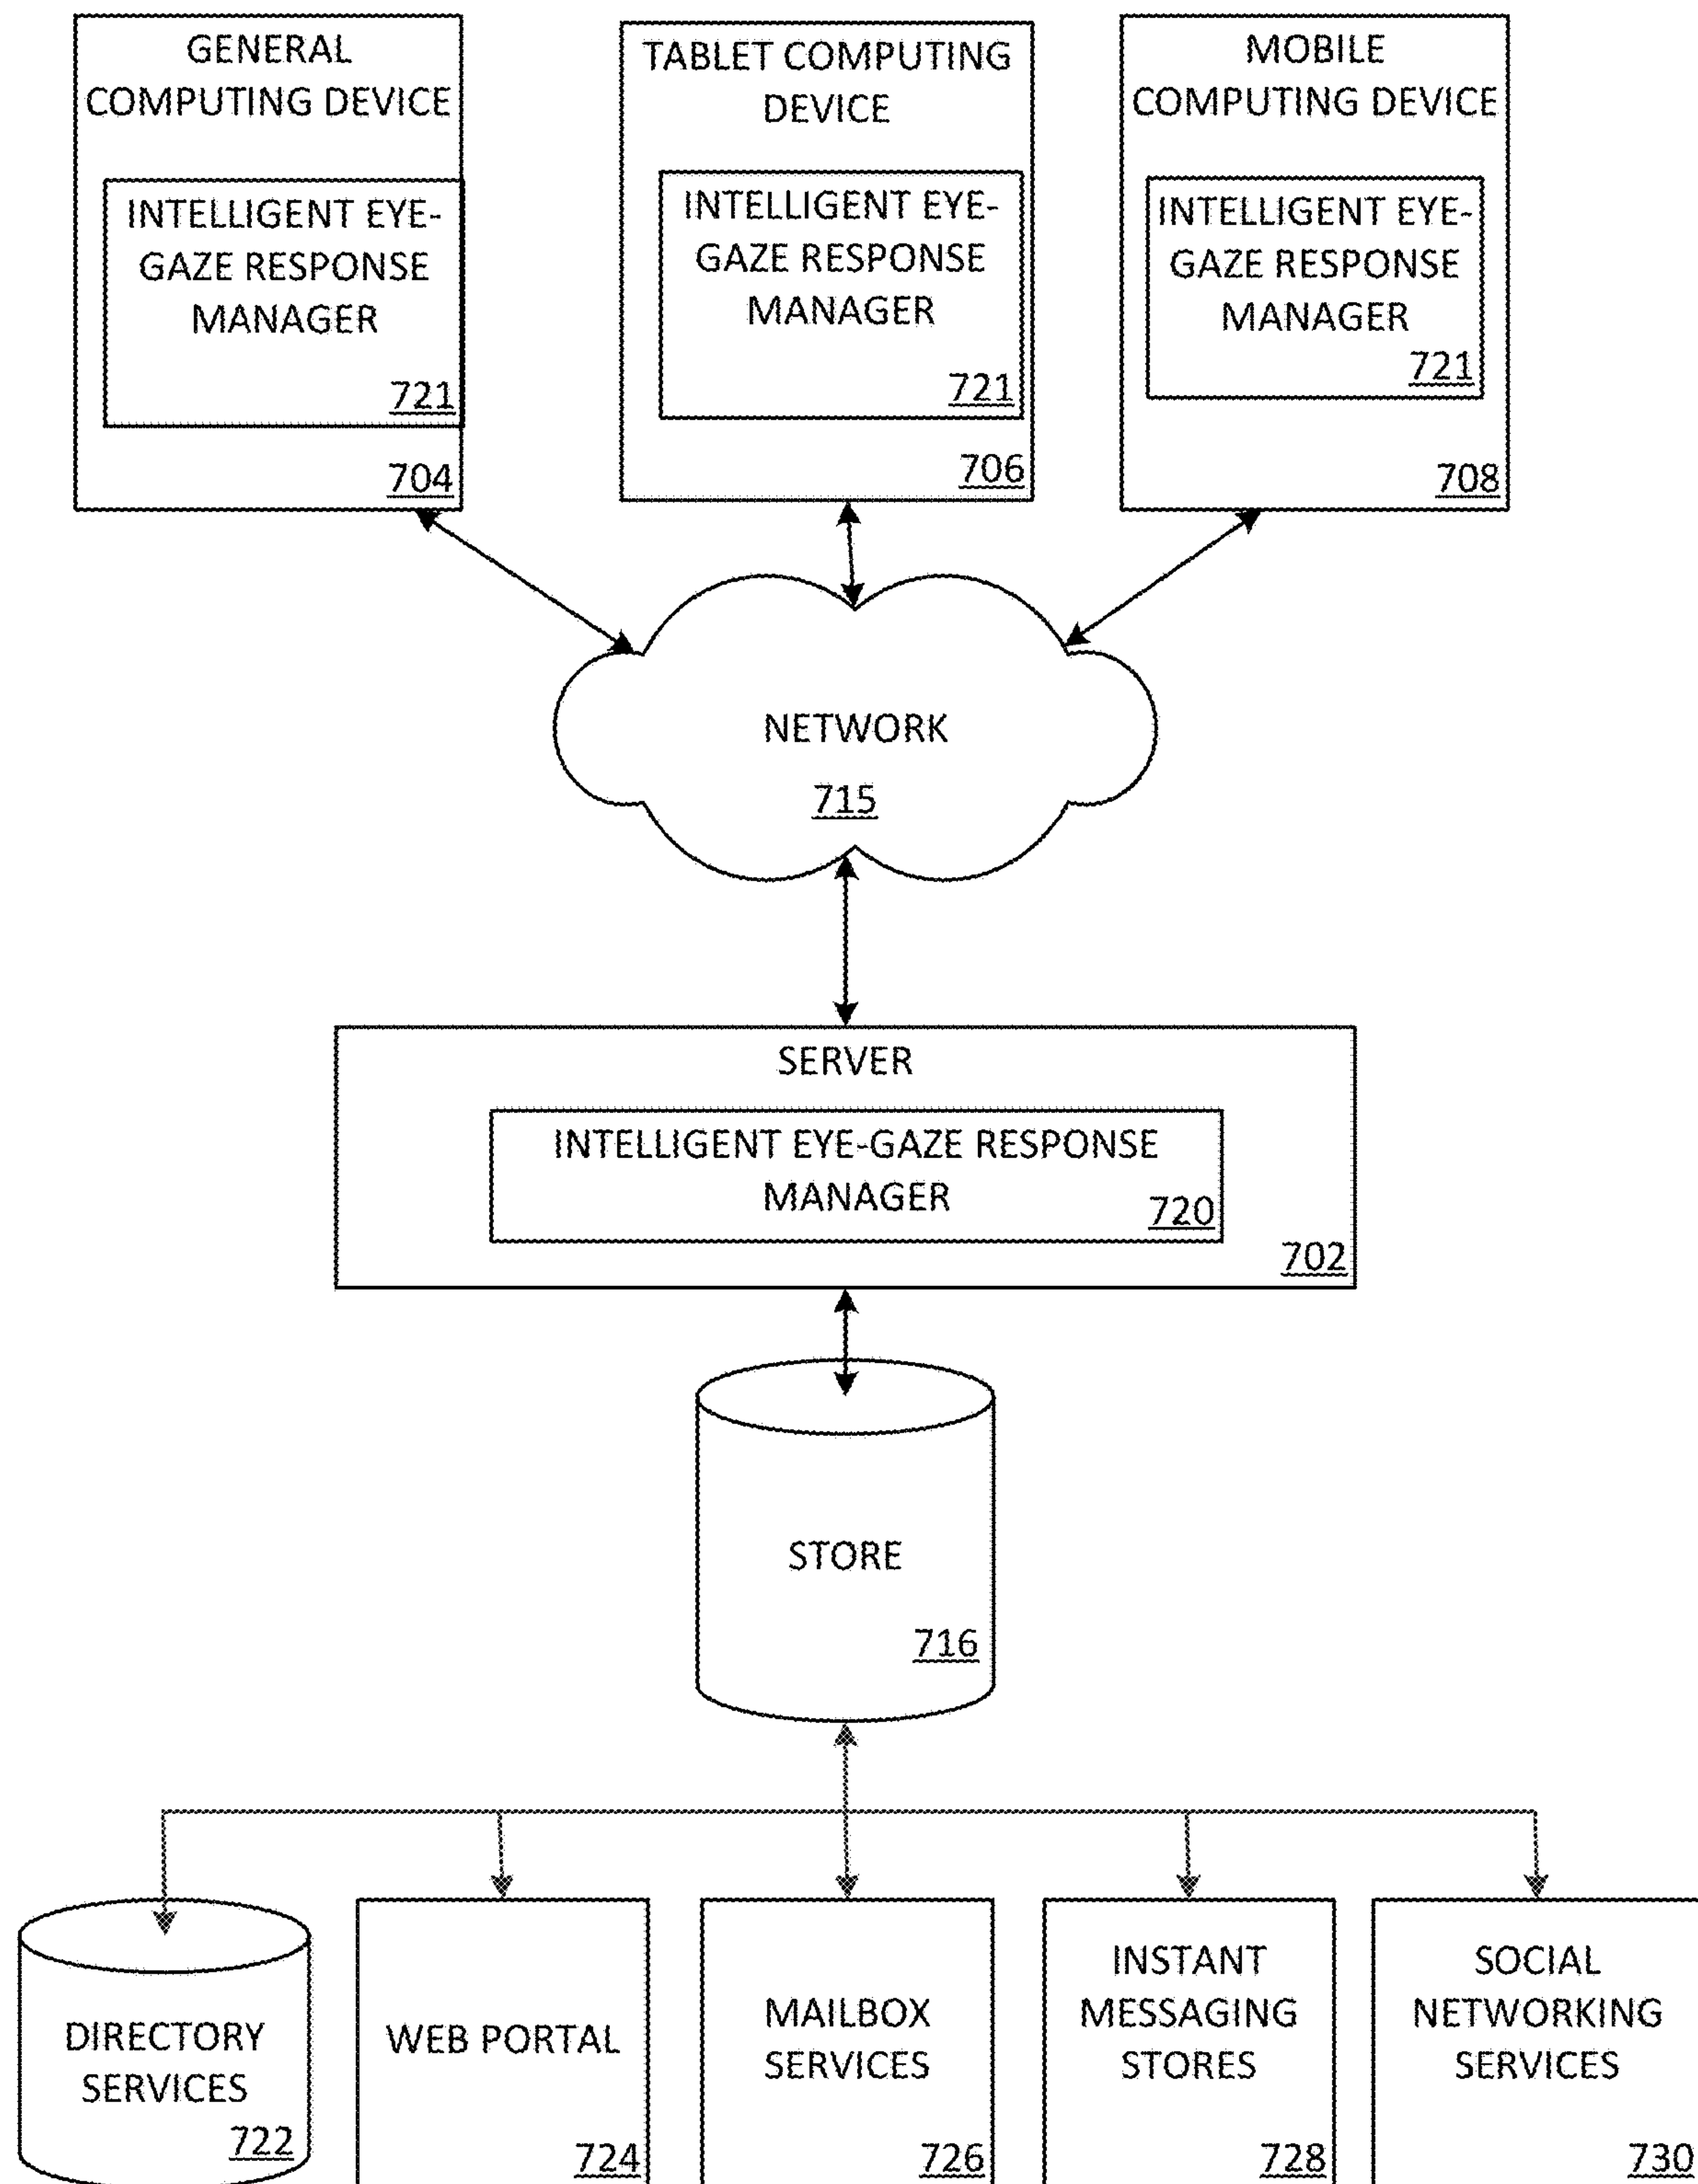 GENERAL
COMPUTING DEVICE
INTELLIGENT EYE-
GAZE RESPONSE
MANAGER
721
704
TABLET COMPUTING
DEVICE
INTELLIGENT EYE-
GAZE RESPONSE
MANAGER
721
706
MOBILE
COMPUTING DEVICE
INTELLIGENT EYE-
GAZE RESPONSE
MANAGER
721
708
NETWORK
715
SERVER
INTELLIGENT EYE-GAZE RESPONSE
MANAGER
720
702
STORE
716
DIRECTORY
SERVICES
722
WEB PORTAL
724
MAILBOX
SERVICES
726
INSTANT
MESSAGING
STORES
728
SOCIAL
NETWORKING
SERVICES
730